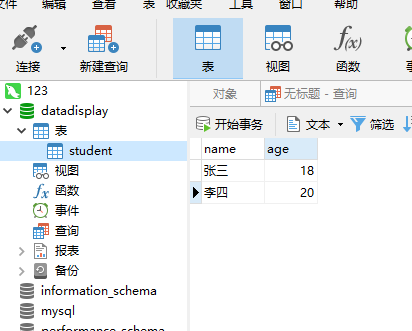 文件 编辑 查看 表 收藏夹 工具 窗口 帮助
连接 新建查询 表 视图 函数
123
datadisplay
表
student
视图
fx 函数
事件
查询
报表
备份
information_schema
mysql
performance_schema
对象 无标题 - 查询
开始事务 文本 筛选
name age
张三 18
李四 20